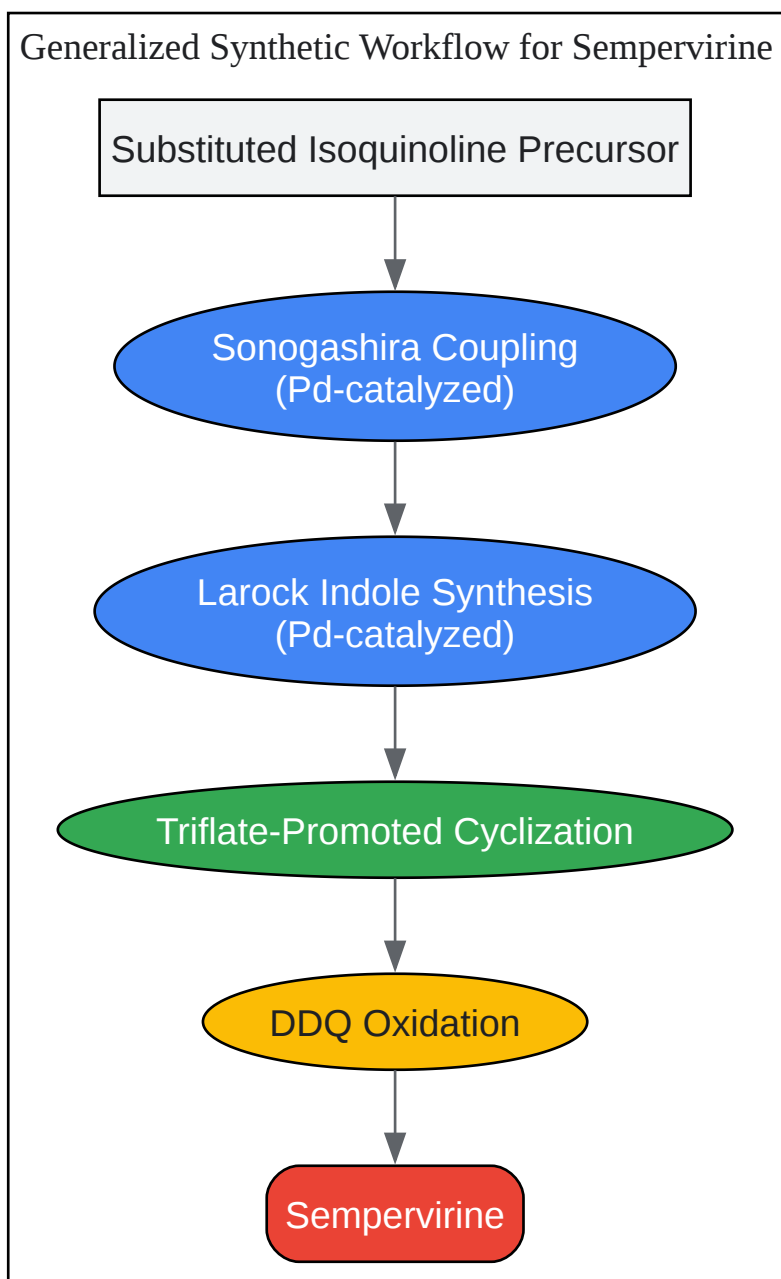 Generalized Synthetic Workflow for Sempervirine
Substituted Isoquinoline Precursor
Sonogashira Coupling
(Pd-catalyzed)
Larock Indole Synthesis
(Pd-catalyzed)
Triflate-Promoted Cyclization
DDQ Oxidation
Sempervirine